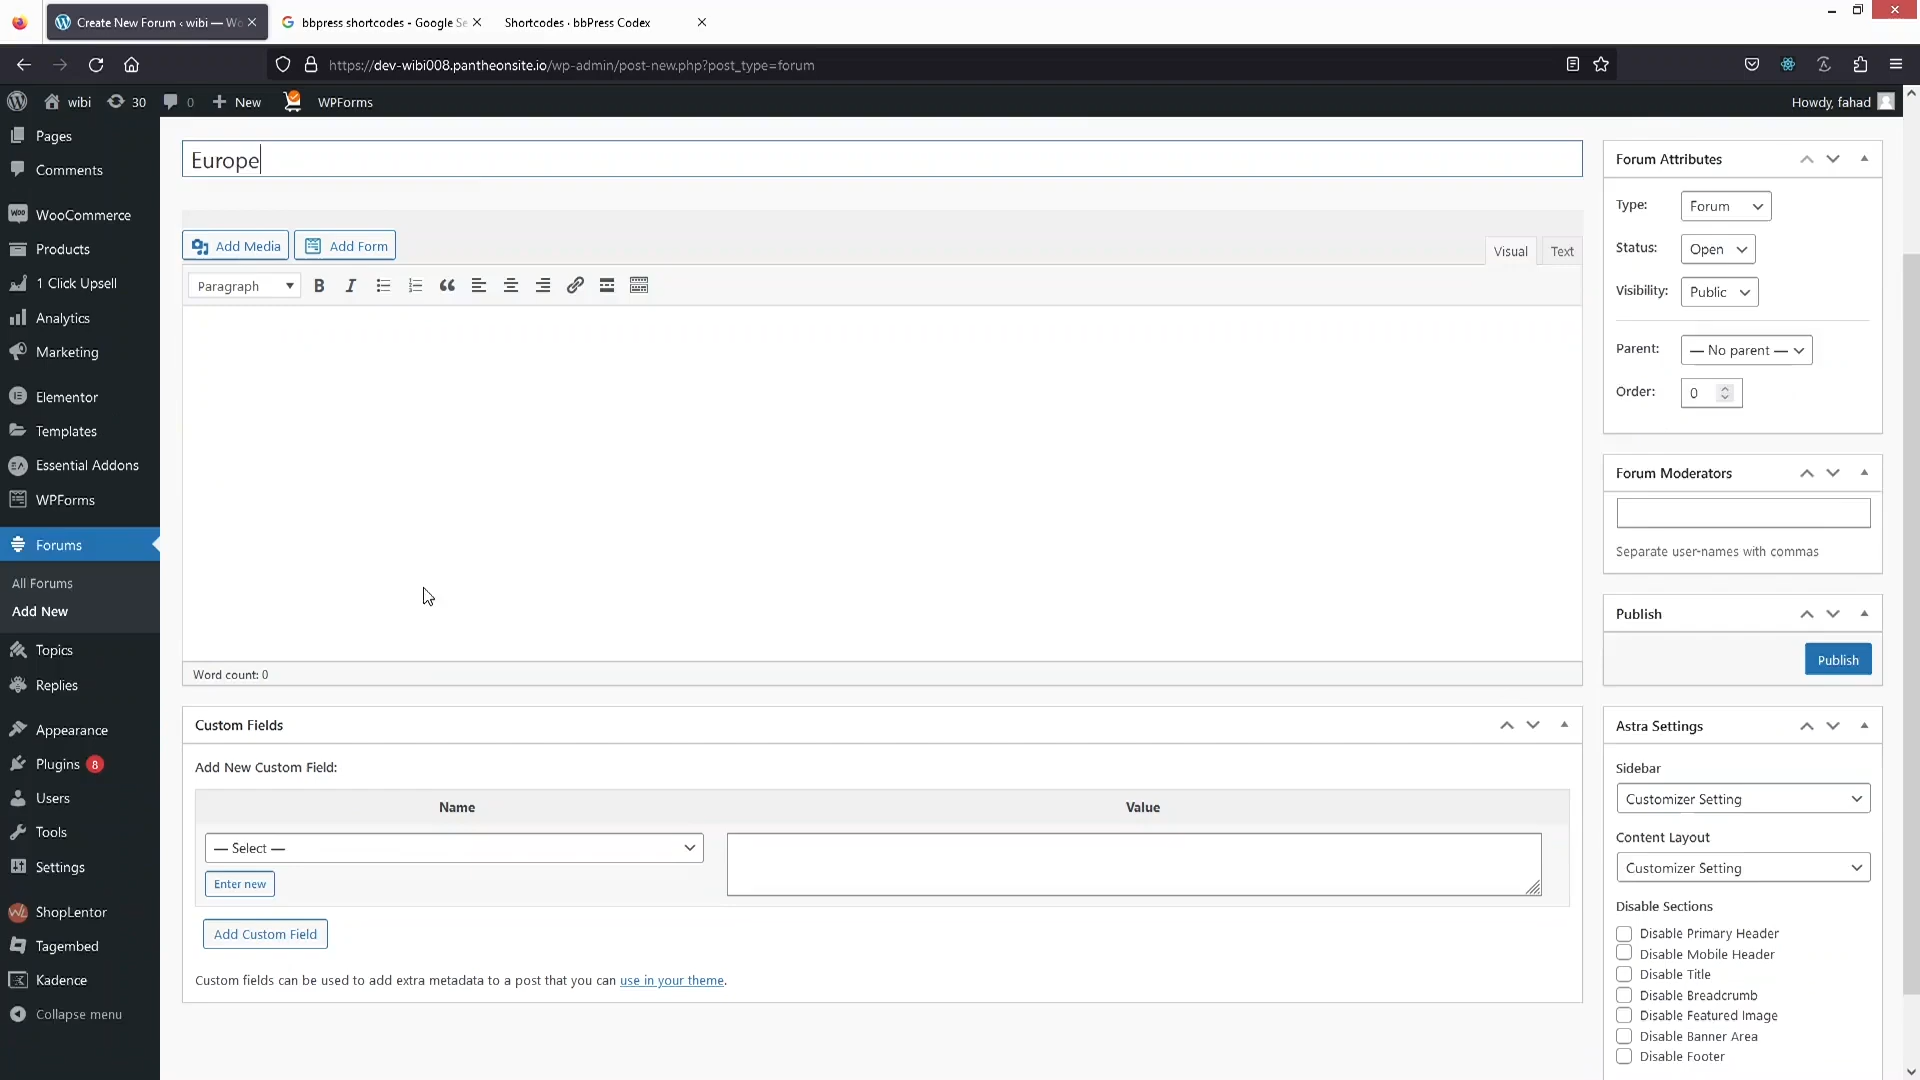 Create New Forum ‹ wibi — Wo
bbpress shortcodes - Google Se
Shortcodes · bbPress Codex
https://dev-wibi008.pantheonsite.io/wp-admin/post-new.php?post_type=forum
wibi
30
0
New
WPForms
Howdy, fahad
Pages
Comments
WooCommerce
Products
1 Click Upsell
Analytics
Marketing
Elementor
Templates
Essential Addons
WPForms
Forums
All Forums
Add New
Topics
Replies
Appearance
Plugins 8
Users
Tools
Settings
ShopLentor
Tagembed
Kadence
Collapse menu
Europe
Add Media
Add Form
Visual
Text
Paragraph
Word count: 0
Custom Fields
Add New Custom Field:
Name
Value
— Select —
Enter new
Add Custom Field
Custom fields can be used to add extra metadata to a post that you can use in your theme.
Forum Attributes
Type:
Forum
Status:
Open
Visibility:
Public
Parent:
— No parent —
Order:
0
Forum Moderators
Separate user-names with commas
Publish
Publish
Astra Settings
Sidebar
Customizer Setting
Content Layout
Customizer Setting
Disable Sections
Disable Primary Header
Disable Mobile Header
Disable Title
Disable Breadcrumb
Disable Featured Image
Disable Banner Area
Disable Footer